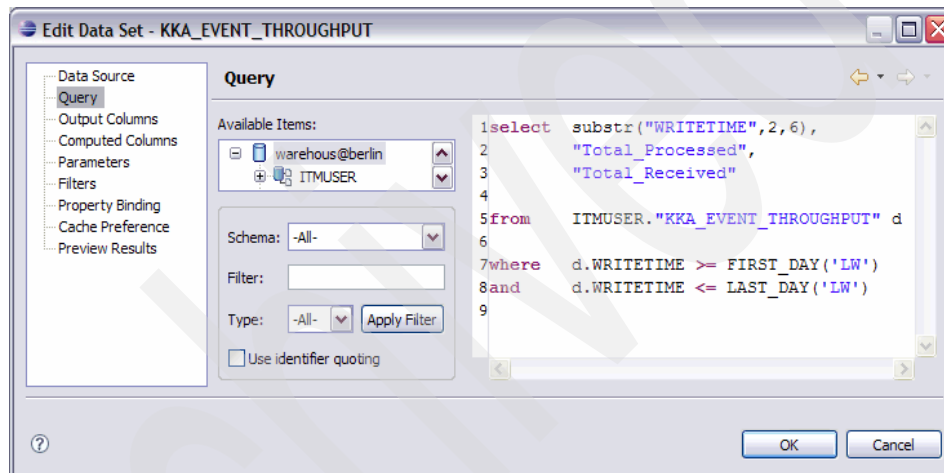 Edit Data Set - KKA_EVENT_THROUGHPUT
Data Source
Query
Output Columns
Computed Columns
Parameters
Filters
Property Binding
Cache Preference
Preview Results
Query
Available Items:
warehous@berlin
ITMUSER
Schema: -All-
Filter:
Type: -All- Apply Filter
Use identifier quoting
1select substr("WRITETIME",2,6),
2 "Total_Processed",
3 "Total_Received"
4
5from ITMUSER."KKA_EVENT_THROUGHPUT" d
6
7where d.WRITETIME >= FIRST_DAY('LW')
8and d.WRITETIME <= LAST_DAY('LW')
9
?
OK Cancel